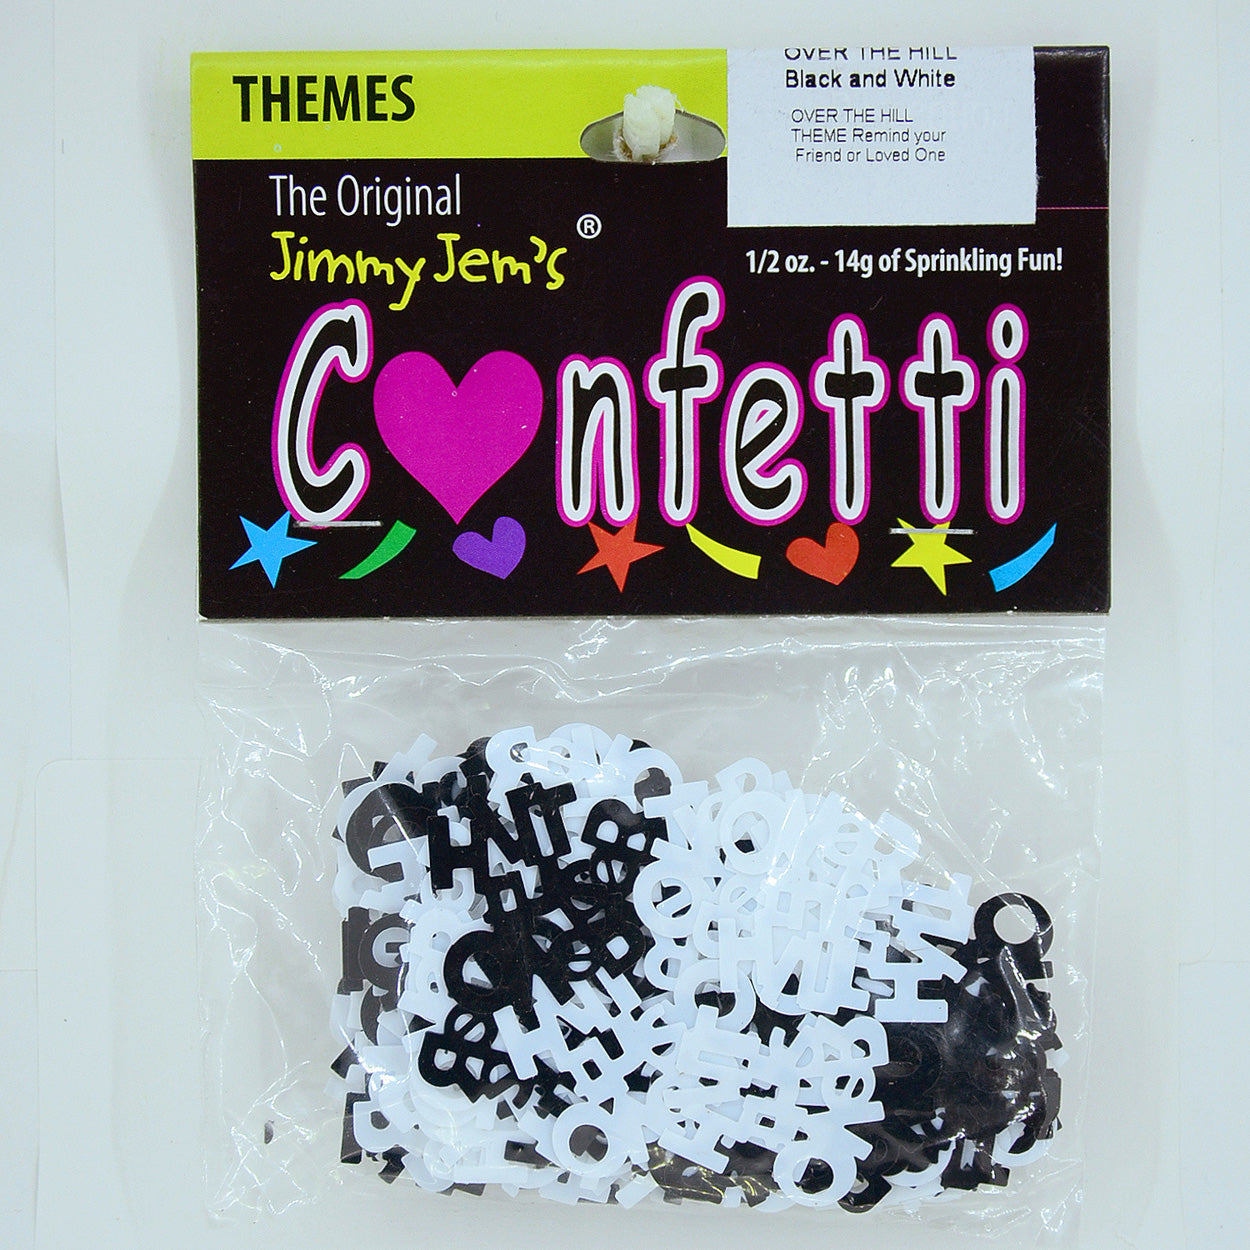 THEMES
OVER THE HILL
Black and White
OVER THE HILL
THEME Remind your
Friend or Loved One
The Original
Jimmy Jem's ®
1/2 oz. - 14g of Sprinkling Fun!
C♥nfetti